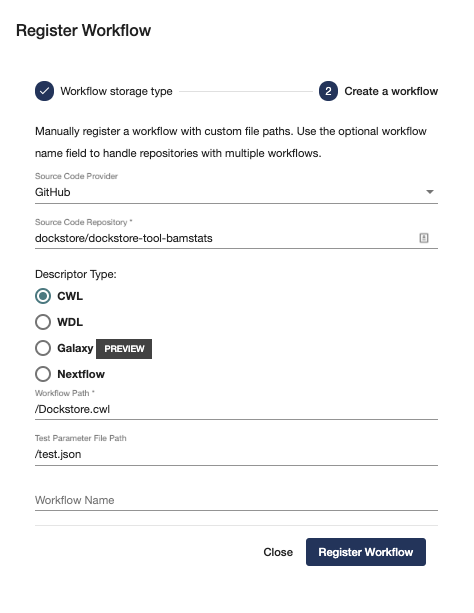 Register Workflow
Workflow storage type
2 Create a workflow
Manually register a workflow with custom file paths. Use the optional workflow
name field to handle repositories with multiple workflows.
Source Code Provider
GitHub
Source Code Repository *
dockstore/dockstore-tool-bamstats
Descriptor Type:
CWL
WDL
Galaxy PREVIEW
Nextflow
Workflow Path *
/Dockstore.cwl
Test Parameter File Path
/test.json
Workflow Name
Close Register Workflow